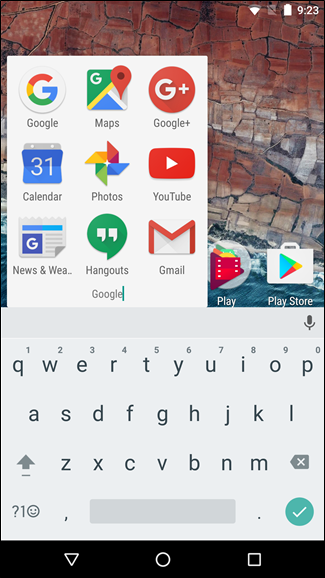 9:23
Google Maps Google+
31
Calendar Photos YouTube
News & Wea.. Hangouts Gmail
Play Play Store
Google
1 2 3 4 5 6 7 8 9 0
q w e r t y u i o p
a s d f g h j k l
z x c v b n m
?1☺ , .